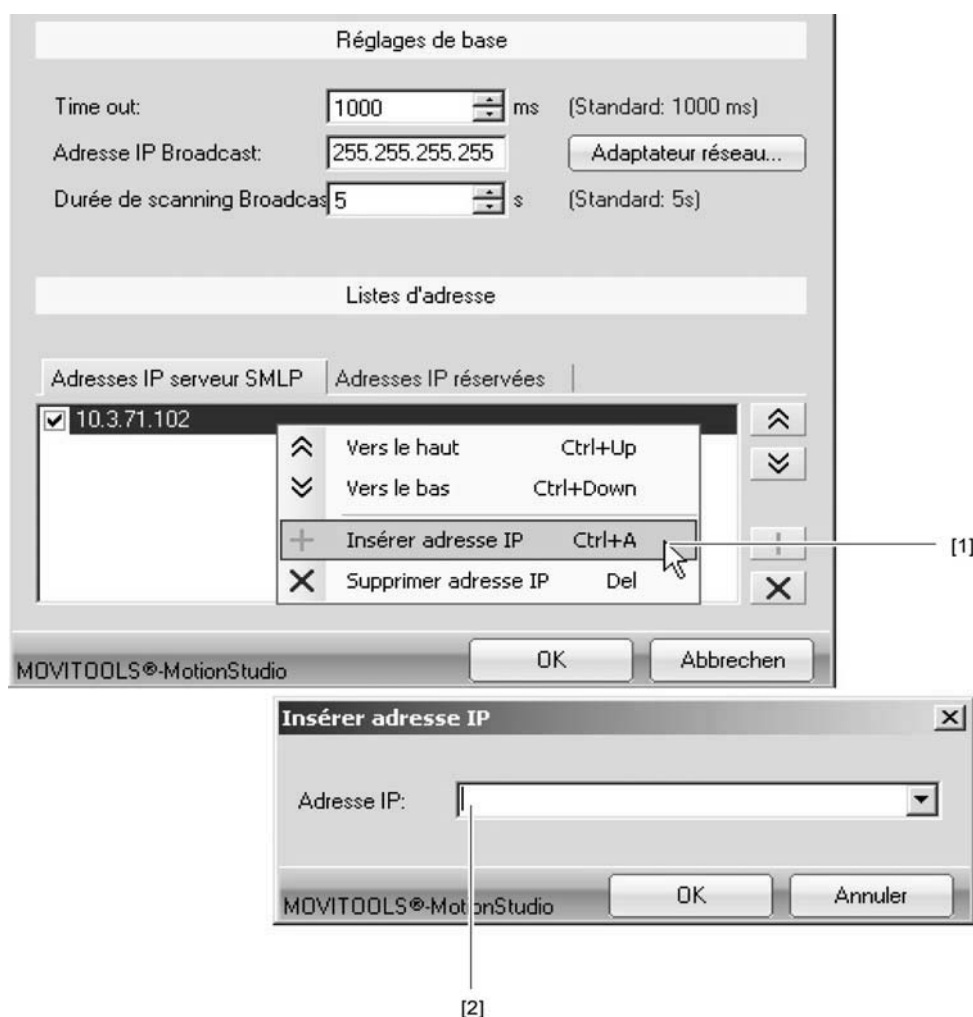 Réglages de base
Time out: 1000 ms (Standard: 1000 ms)
Adresse IP Broadcast: 255.255.255.255 Adaptateur réseau...
Durée de scanning Broadcas 5 s (Standard: 5s)
Listes d'adresse
Adresses IP serveur SMLP Adresses IP réservées
10.3.71.102
Vers le haut Ctrl+Up
Vers le bas Ctrl+Down
Insérer adresse IP Ctrl+A
[1]
Supprimer adresse IP Del
MOVITOOLS®-MotionStudio OK Abbrechen
Insérer adresse IP
Adresse IP:
MOVITOOLS®-MotionStudio OK Annuler
[2]